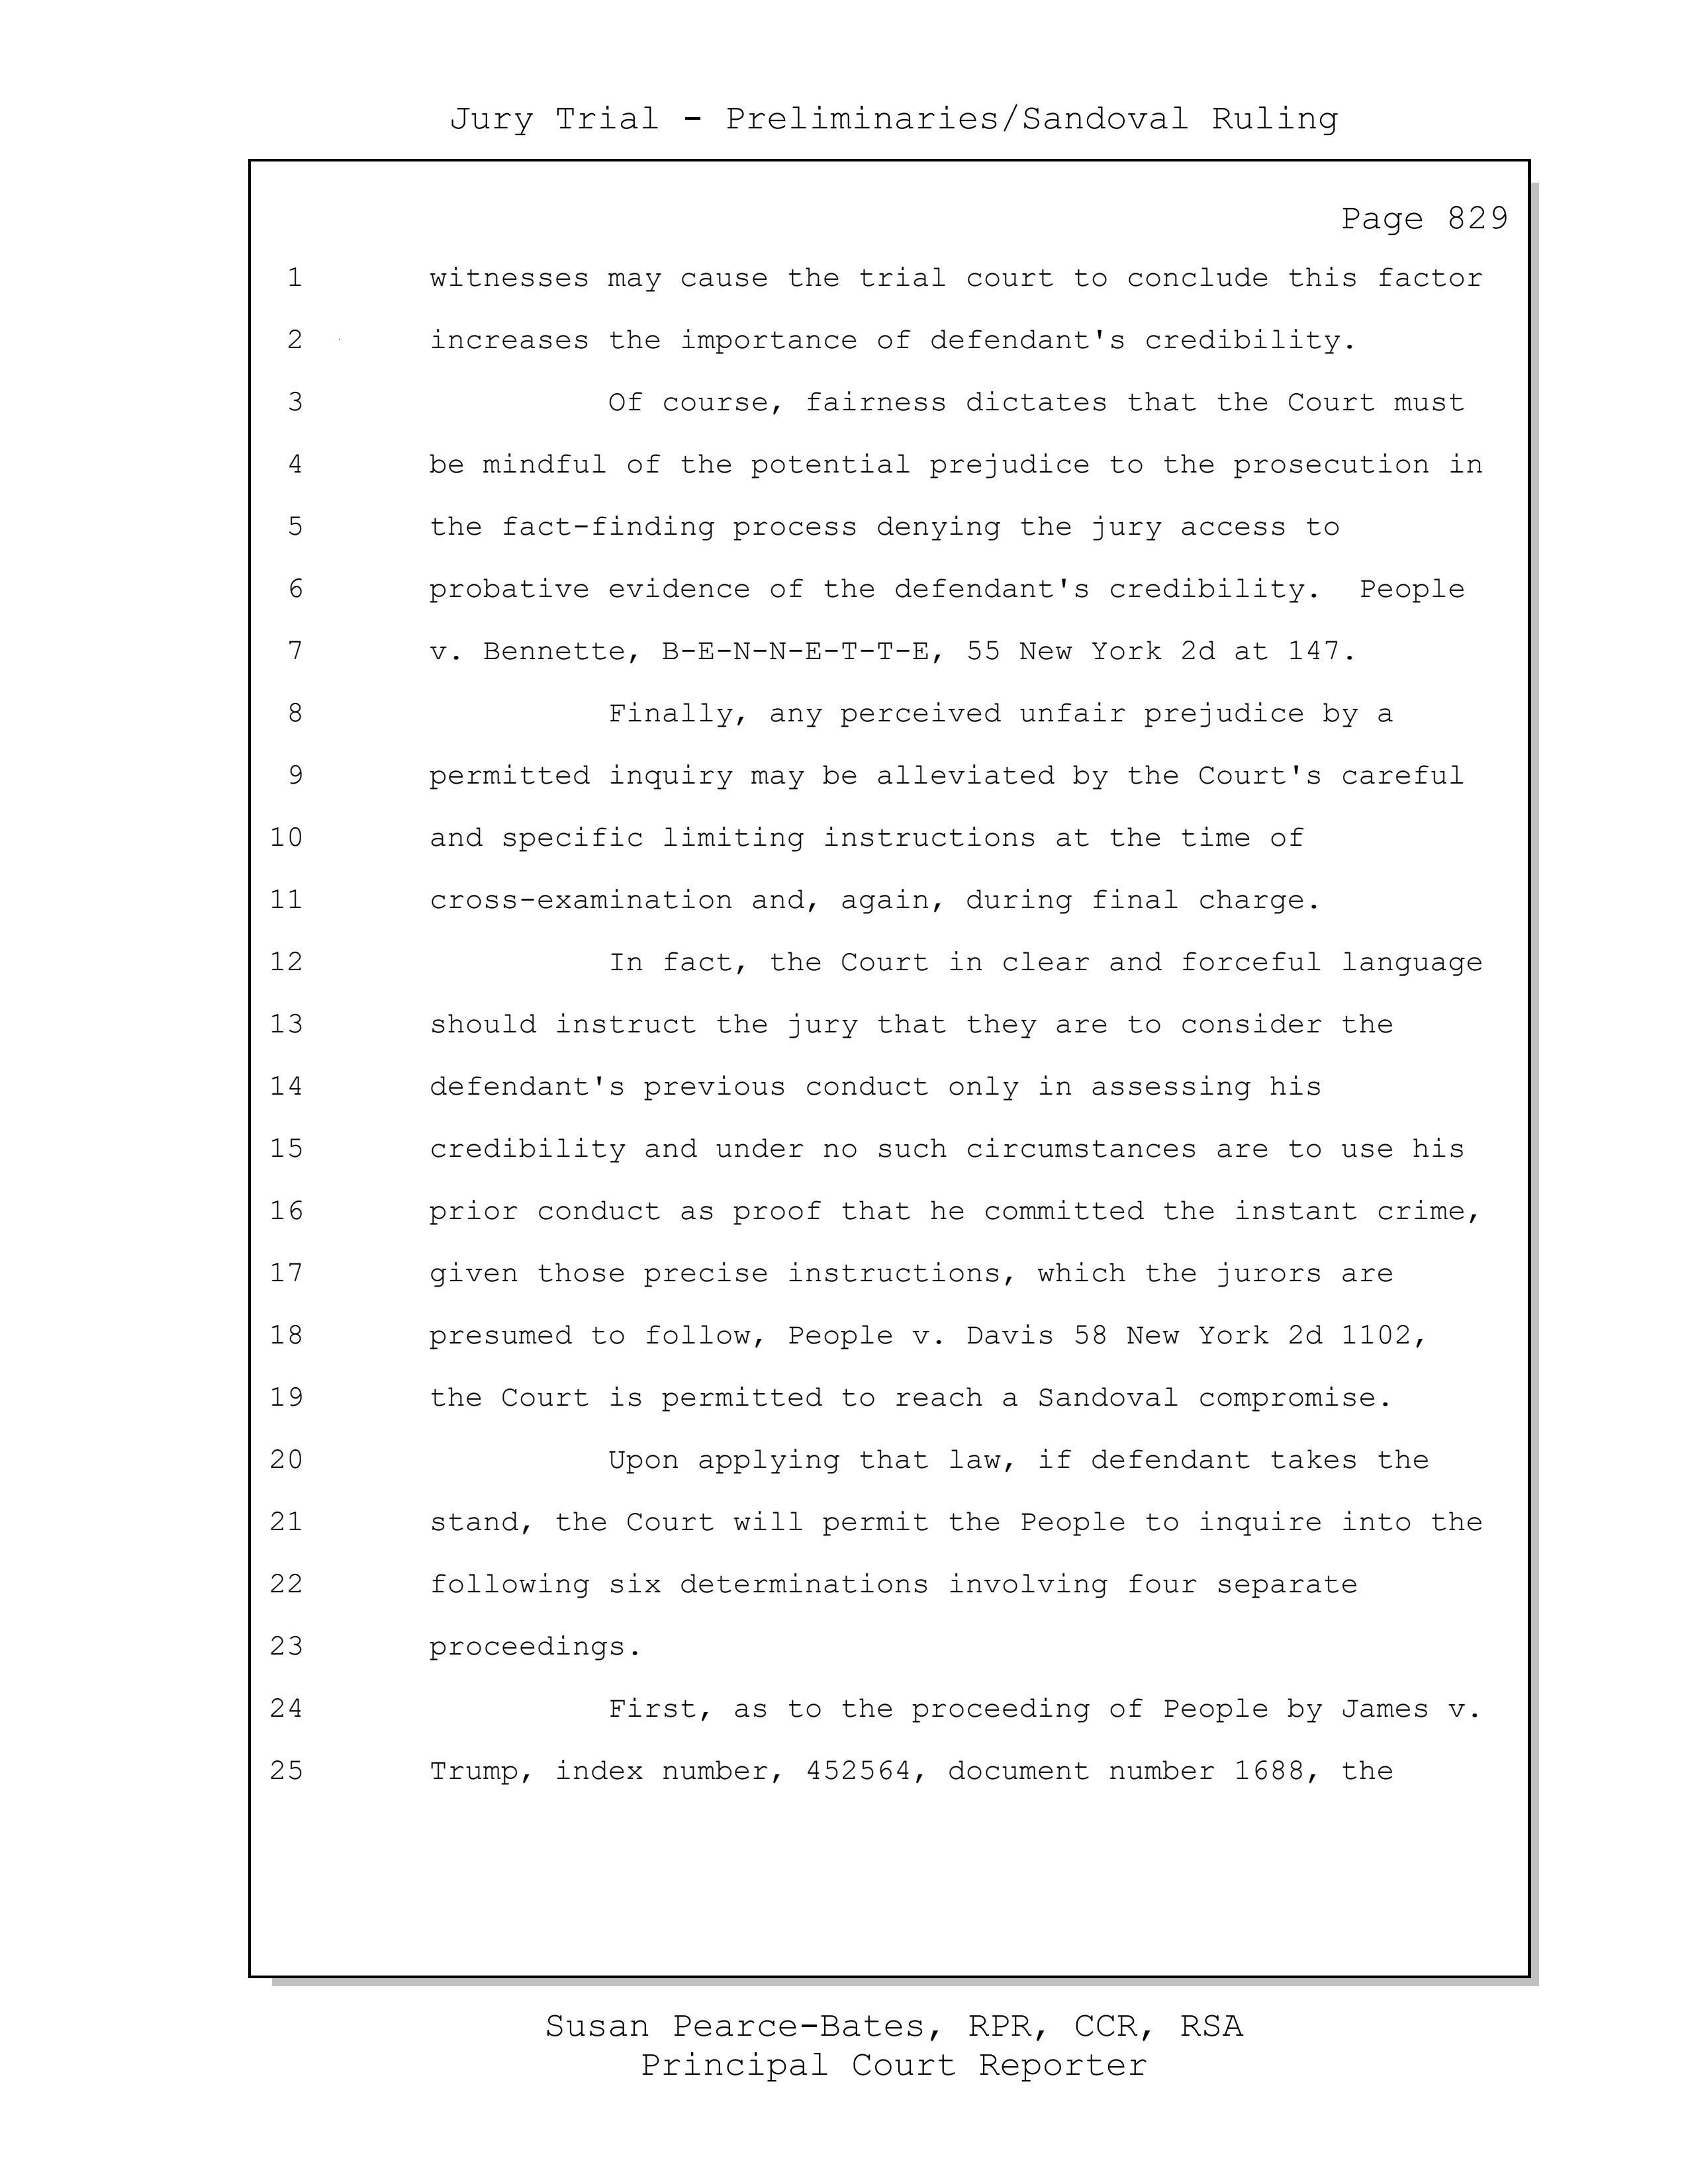 Jury Trial - Preliminaries/Sandoval Ruling
Page 829
1 witnesses may cause the trial court to conclude this factor
2 increases the importance of defendant's credibility.
3 Of course, fairness dictates that the Court must
4 be mindful of the potential prejudice to the prosecution in
5 the fact-finding process denying the jury access to
6 probative evidence of the defendant's credibility. People
7 v. Bennette, B-E-N-N-E-T-T-E, 55 New York 2d at 147.
8 Finally, any perceived unfair prejudice by a
9 permitted inquiry may be alleviated by the Court's careful
10 and specific limiting instructions at the time of
11 cross-examination and, again, during final charge.
12 In fact, the Court in clear and forceful language
13 should instruct the jury that they are to consider the
14 defendant's previous conduct only in assessing his
15 credibility and under no such circumstances are to use his
16 prior conduct as proof that he committed the instant crime,
17 given those precise instructions, which the jurors are
18 presumed to follow, People v. Davis 58 New York 2d 1102,
19 the Court is permitted to reach a Sandoval compromise.
20 Upon applying that law, if defendant takes the
21 stand, the Court will permit the People to inquire into the
22 following six determinations involving four separate
23 proceedings.
24 First, as to the proceeding of People by James v.
25 Trump, index number, 452564, document number 1688, the
Susan Pearce-Bates, RPR, CCR, RSA
Principal Court Reporter